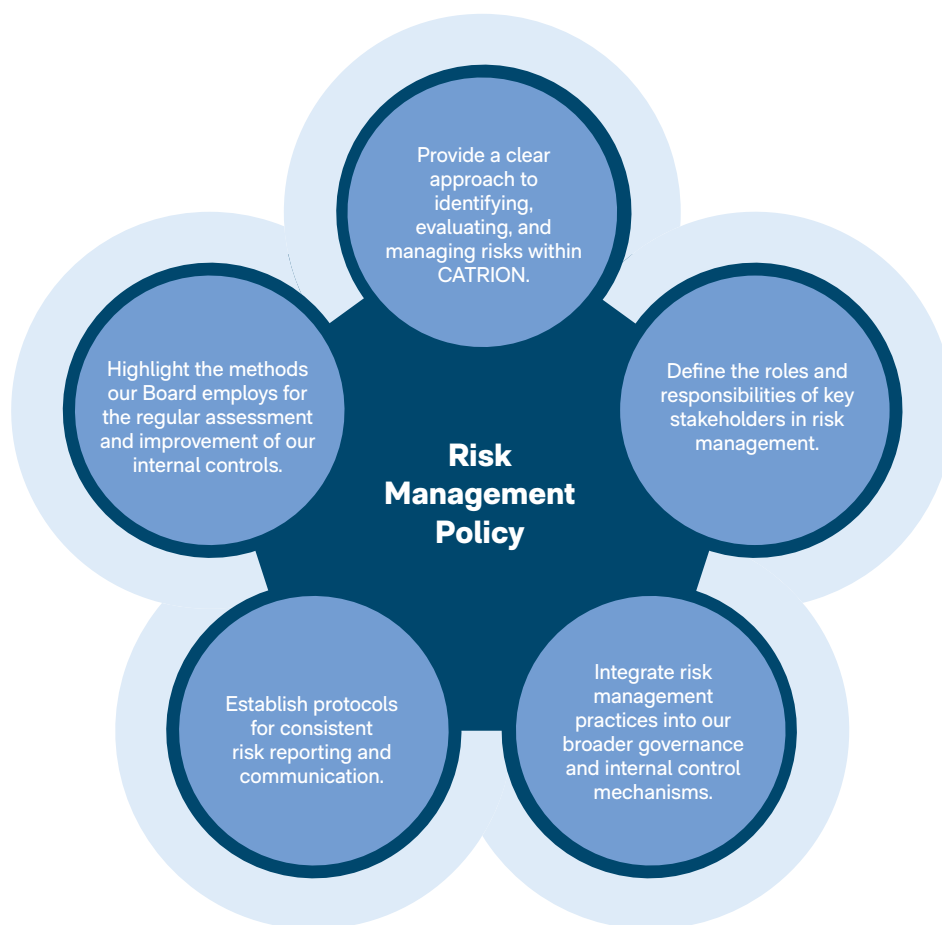 Provide a clear
approach to
identifying,
evaluating, and
managing risks within
CATRION.
Define the roles and
responsibilities of key
stakeholders in risk
management.
Integrate risk
management
practices into our
broader governance
and internal control
mechanisms.
Establish protocols
for consistent
risk reporting and
communication.
Highlight the methods
our Board employs for
the regular assessment
and improvement of our
internal controls.
Risk
Management
Policy